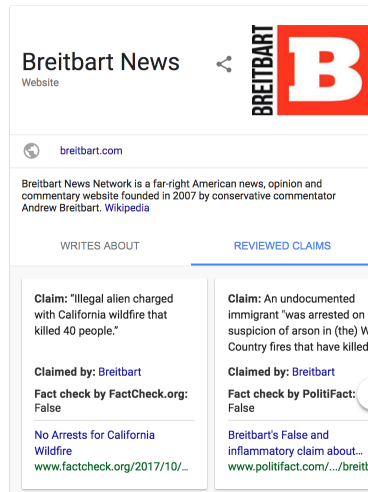 Breitbart News
Website
BREITBART
B
breitbart.com
Breitbart News Network is a far-right American news, opinion and
commentary website founded in 2007 by conservative commentator
Andrew Breitbart. Wikipedia
WRITES ABOUT
REVIEWED CLAIMS
Claim: "Illegal alien charged
with California wildfire that
killed 40 people."
Claimed by: Breitbart
Fact check by FactCheck.org:
False
No Arrests for California
Wildfire
www.factcheck.org/2017/10/...
Claim: An undocumented
immigrant "was arrested on
suspicion of arson in (the) W
Country fires that have killed
Claimed by: Breitbart
Fact check by PolitiFact:
False
Breitbart's False and
inflammatory claim about...
www.politifact.com/.../breitb